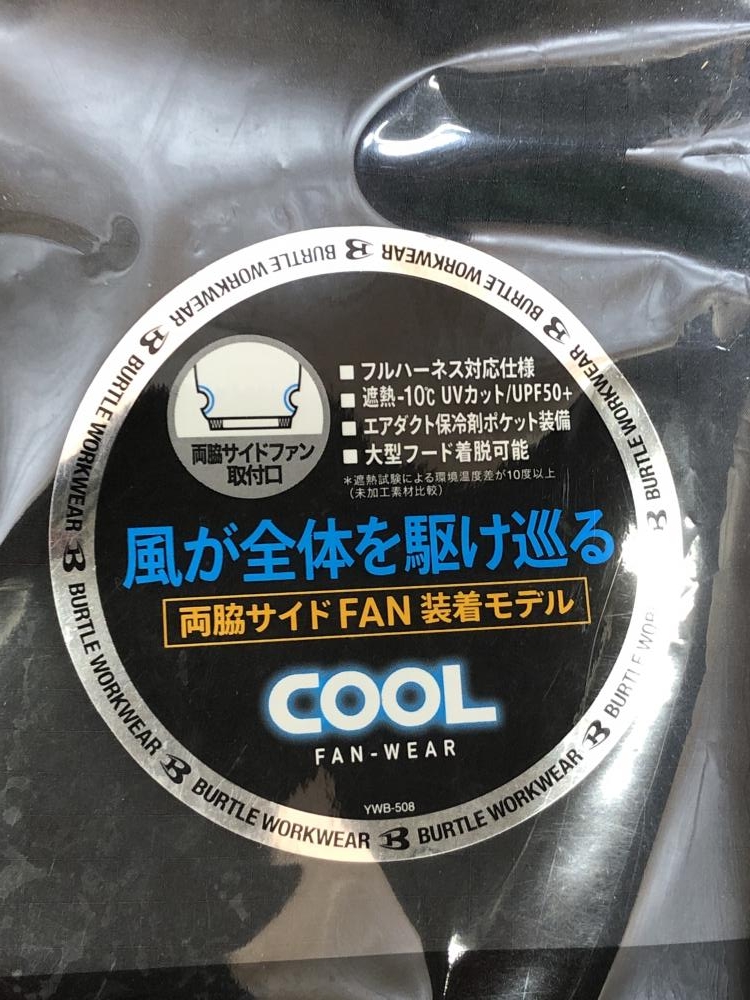 BURTLE WORKWEAR B BURTLE WORKWEAR B BURTLE WORKWEAR B BURTLE WORKWEAR B BURTLE WORKWEAR B BURTLE WORKWEAR B BURTLE WORKWEAR B BURTLE WORKWEAR B
両脇サイドファン
取付口
■ フルハーネス対応仕様
■ 遮熱-10℃ UVカット/UPF50+
■ エアダクト保冷剤ポケット装備
■ 大型フード着脱可能
*遮熱試験による環境温度差が10度以上
(未加工素材比較)
風が全体を駆け巡る
両脇サイドFAN 装着モデル
COOL
FAN-WEAR
YWB-508